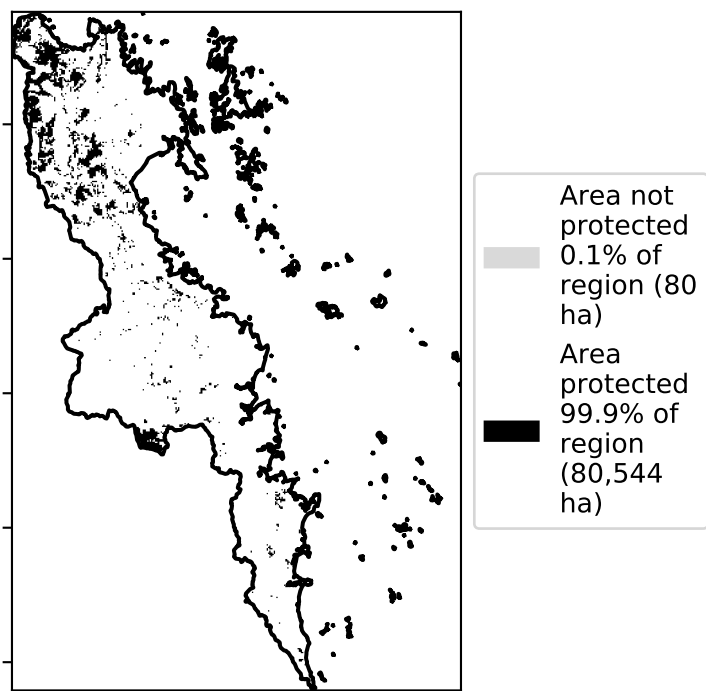 Area not
protected
0.1% of
region (80
ha)
Area
protected
99.9% of
region
(80,544
ha)